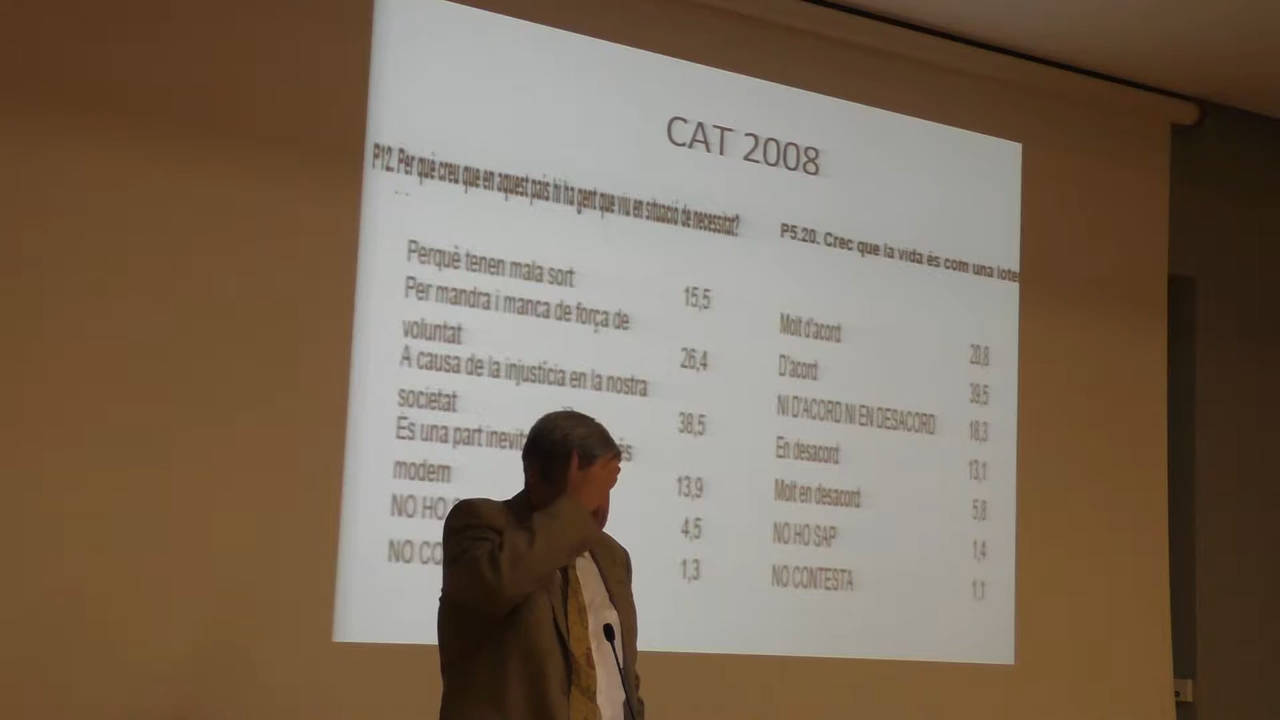 CAT 2008
P12. Per què creu que en aquest país hi ha gent que viu en situació de necessitat?
Perquè tenen mala sort 15,5
Per mandra i manca de força de
voluntat 26,4
A causa de la injustícia en la nostra
societat 38,5
És una part és
modern 13,9
NO HO 4,5
NO 1,3
P5.20. Crec que la vida és com una
Molt d'acord 20,8
D'acord 39,5
NI D'ACORD NI EN DESACORD 18,3
En desacord 13,1
Molt en desacord 5,8
NO HO SAP 1,4
NO CONTESTA 1,1